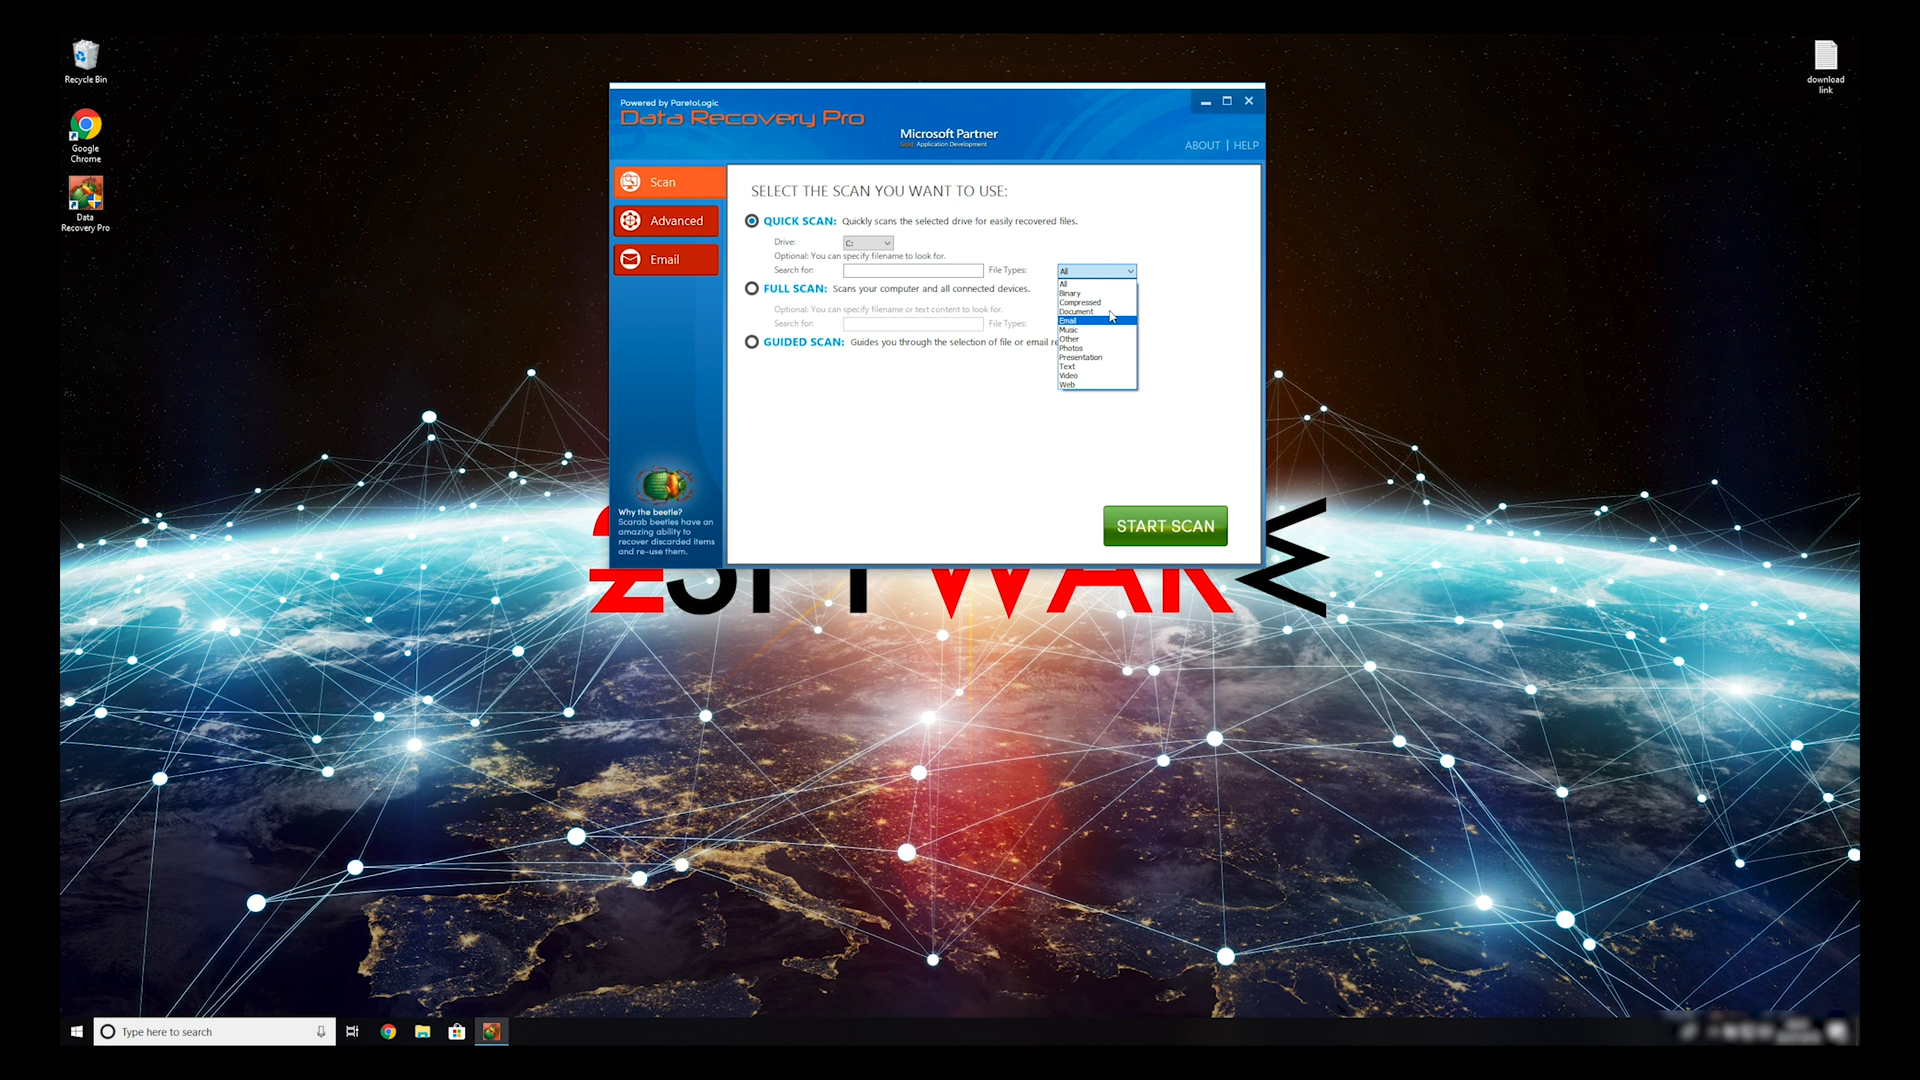 Recycle Bin
Google
Chrome
Data
Recovery Pro
download
link
Powered by ParetoLogic
Data Recovery Pro
Microsoft Partner
Gold Application Development
ABOUT | HELP
Scan
Advanced
Email
SELECT THE SCAN YOU WANT TO USE:
QUICK SCAN: Quickly scans the selected drive for easily recovered files.
Drive: C:
Optional: You can specify filename to look for.
Search for: File Types: All
FULL SCAN: Scans your computer and all connected devices.
Optional: You can specify filename or text content to look for.
Search for: File Types:
GUIDED SCAN: Guides you through the selection of file or email re
All
Binary
Compressed
Document
Email
Music
Other
Photos
Presentation
Text
Video
Web
Why the beetle?
Scarab beetles have an
amazing ability to
recover discarded items
and re-use them.
START SCAN
2SPYWAR
Type here to search